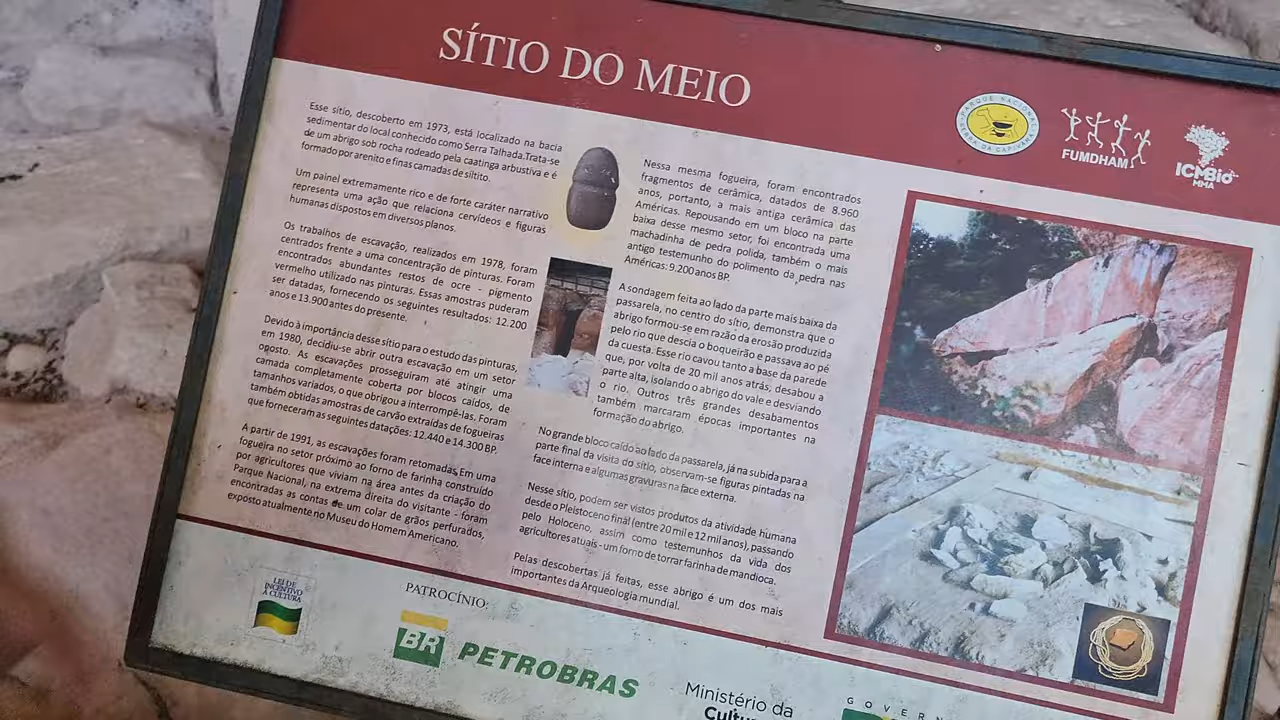 SÍTIO DO MEIO
PARQUE NACIONAL
SERRA DA CAPIVARA
FUMDHAM
ICMBio
MMA
Esse sítio, descoberto em 1973, está localizado na bacia
sedimentar do local conhecido como Serra Talhada.Trata-se
de um abrigo sob rocha rodeado pela caatinga arbustiva e é
formado por arenito e finas camadas de siltito.
Um painel extremamente rico e de forte caráter narrativo
representa uma ação que relaciona cervídeos e figuras
humanas dispostos em diversos planos.
Os trabalhos de escavação, realizados em 1978, foram
centrados frente a uma concentração de pinturas. Foram
encontrados abundantes restos de ocre - pigmento
vermelho utilizado nas pinturas. Essas amostras puderam
ser datadas, fornecendo os seguintes resultados: 12.200
anos e 13.900 antes do presente.
Devido à importância desse sítio para o estudo das pinturas,
em 1980, decidiu-se abrir outra escavação em um setor
oposto. As escavações prosseguiram até atingir uma
camada completamente coberta por blocos caídos, de
tamanhos variados, o que obrigou a interrompê-las. Foram
também obtidas amostras de carvão extraídas de fogueiras
que forneceram as seguintes datações: 12.440 e 14.300 BP.
A partir de 1991, as escavações foram retomadas. Em uma
fogueira no setor próximo ao forno de farinha construído
por agricultores que viviam na área antes da criação do
Parque Nacional, na extrema direita do visitante - foram
encontradas as contas de um colar de grãos perfurados,
exposto atualmente no Museu do Homem Americano.
Nessa mesma fogueira, foram encontrados
fragmentos de cerâmica, datados de 8.960
anos, portanto, a mais antiga cerâmica das
Américas. Repousando em um bloco na parte
baixa desse mesmo setor, foi encontrada uma
machadinha de pedra polida, também o mais
antigo testemunho do polimento da pedra nas
Américas: 9.200 anos BP.
A sondagem feita ao lado da parte mais baixa da
passarela, no centro do sítio, demonstra que o
abrigo formou-se em razão da erosão produzida
pelo rio que descia o boqueirão e passava ao pé
da cuesta. Esse rio cavou tanto a base da parede
que, por volta de 20 mil anos atrás, desabou a
parte alta, isolando o abrigo do vale e desviando
o rio. Outros três grandes desabamentos
também marcaram épocas importantes na
formação do abrigo.
No grande bloco caído ao lado da passarela, já na subida para a
parte final da visita do sítio, observam-se figuras pintadas na
face interna e algumas gravuras na face externa.
Nesse sítio, podem ser vistos produtos da atividade humana
desde o Pleistoceno final (entre 20 mil e 12 mil anos), passando
pelo Holoceno, assim como testemunhos da vida dos
agricultores atuais - um forno de torrar farinha de mandioca.
Pelas descobertas já feitas, esse abrigo é um dos mais
importantes da Arqueologia mundial.
LEI DE
INCENTIVO
À CULTURA
PATROCÍNIO:
BR PETROBRAS
Ministério da
Cultu
GOVERN